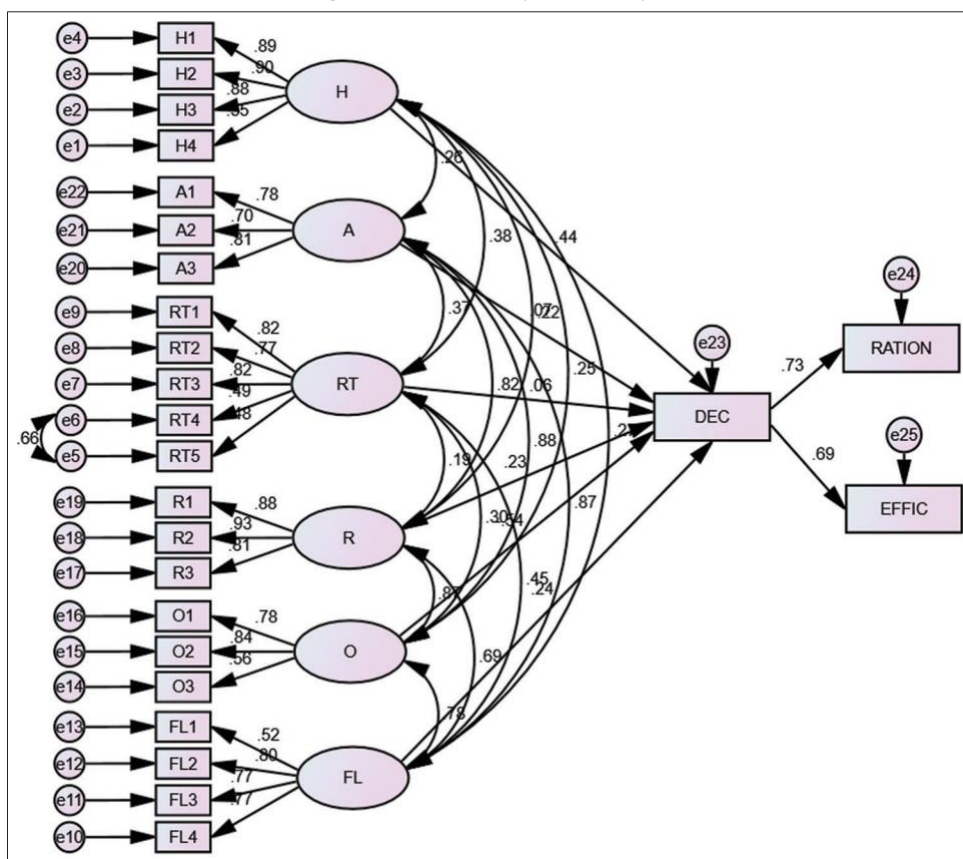 e4 H1 .89
e3 H2 .90
e2 H3 .88
e1 H4
H
e22 A1 .78
e21 A2 .70
e20 A3 .81
A
e9 RT1 .82
e8 RT2 .77
e7 RT3 .82
e6 RT4 .49
e5 RT5 .48
.66
RT
e19 R1 .88
e18 R2 .93
e17 R3 .81
R
e16 O1 .78
e15 O2 .84
e14 O3 .56
O
e13 FL1 .52
e12 FL2 .80
e11 FL3 .77
e10 FL4 .77
FL
.26
.38
.44
.37
.07
.22
.25
.82
.06
.88
.23
.87
.19
.30
.45
.24
.69
.78
e23
DEC
.73
.69
e24
RATION
e25
EFFIC